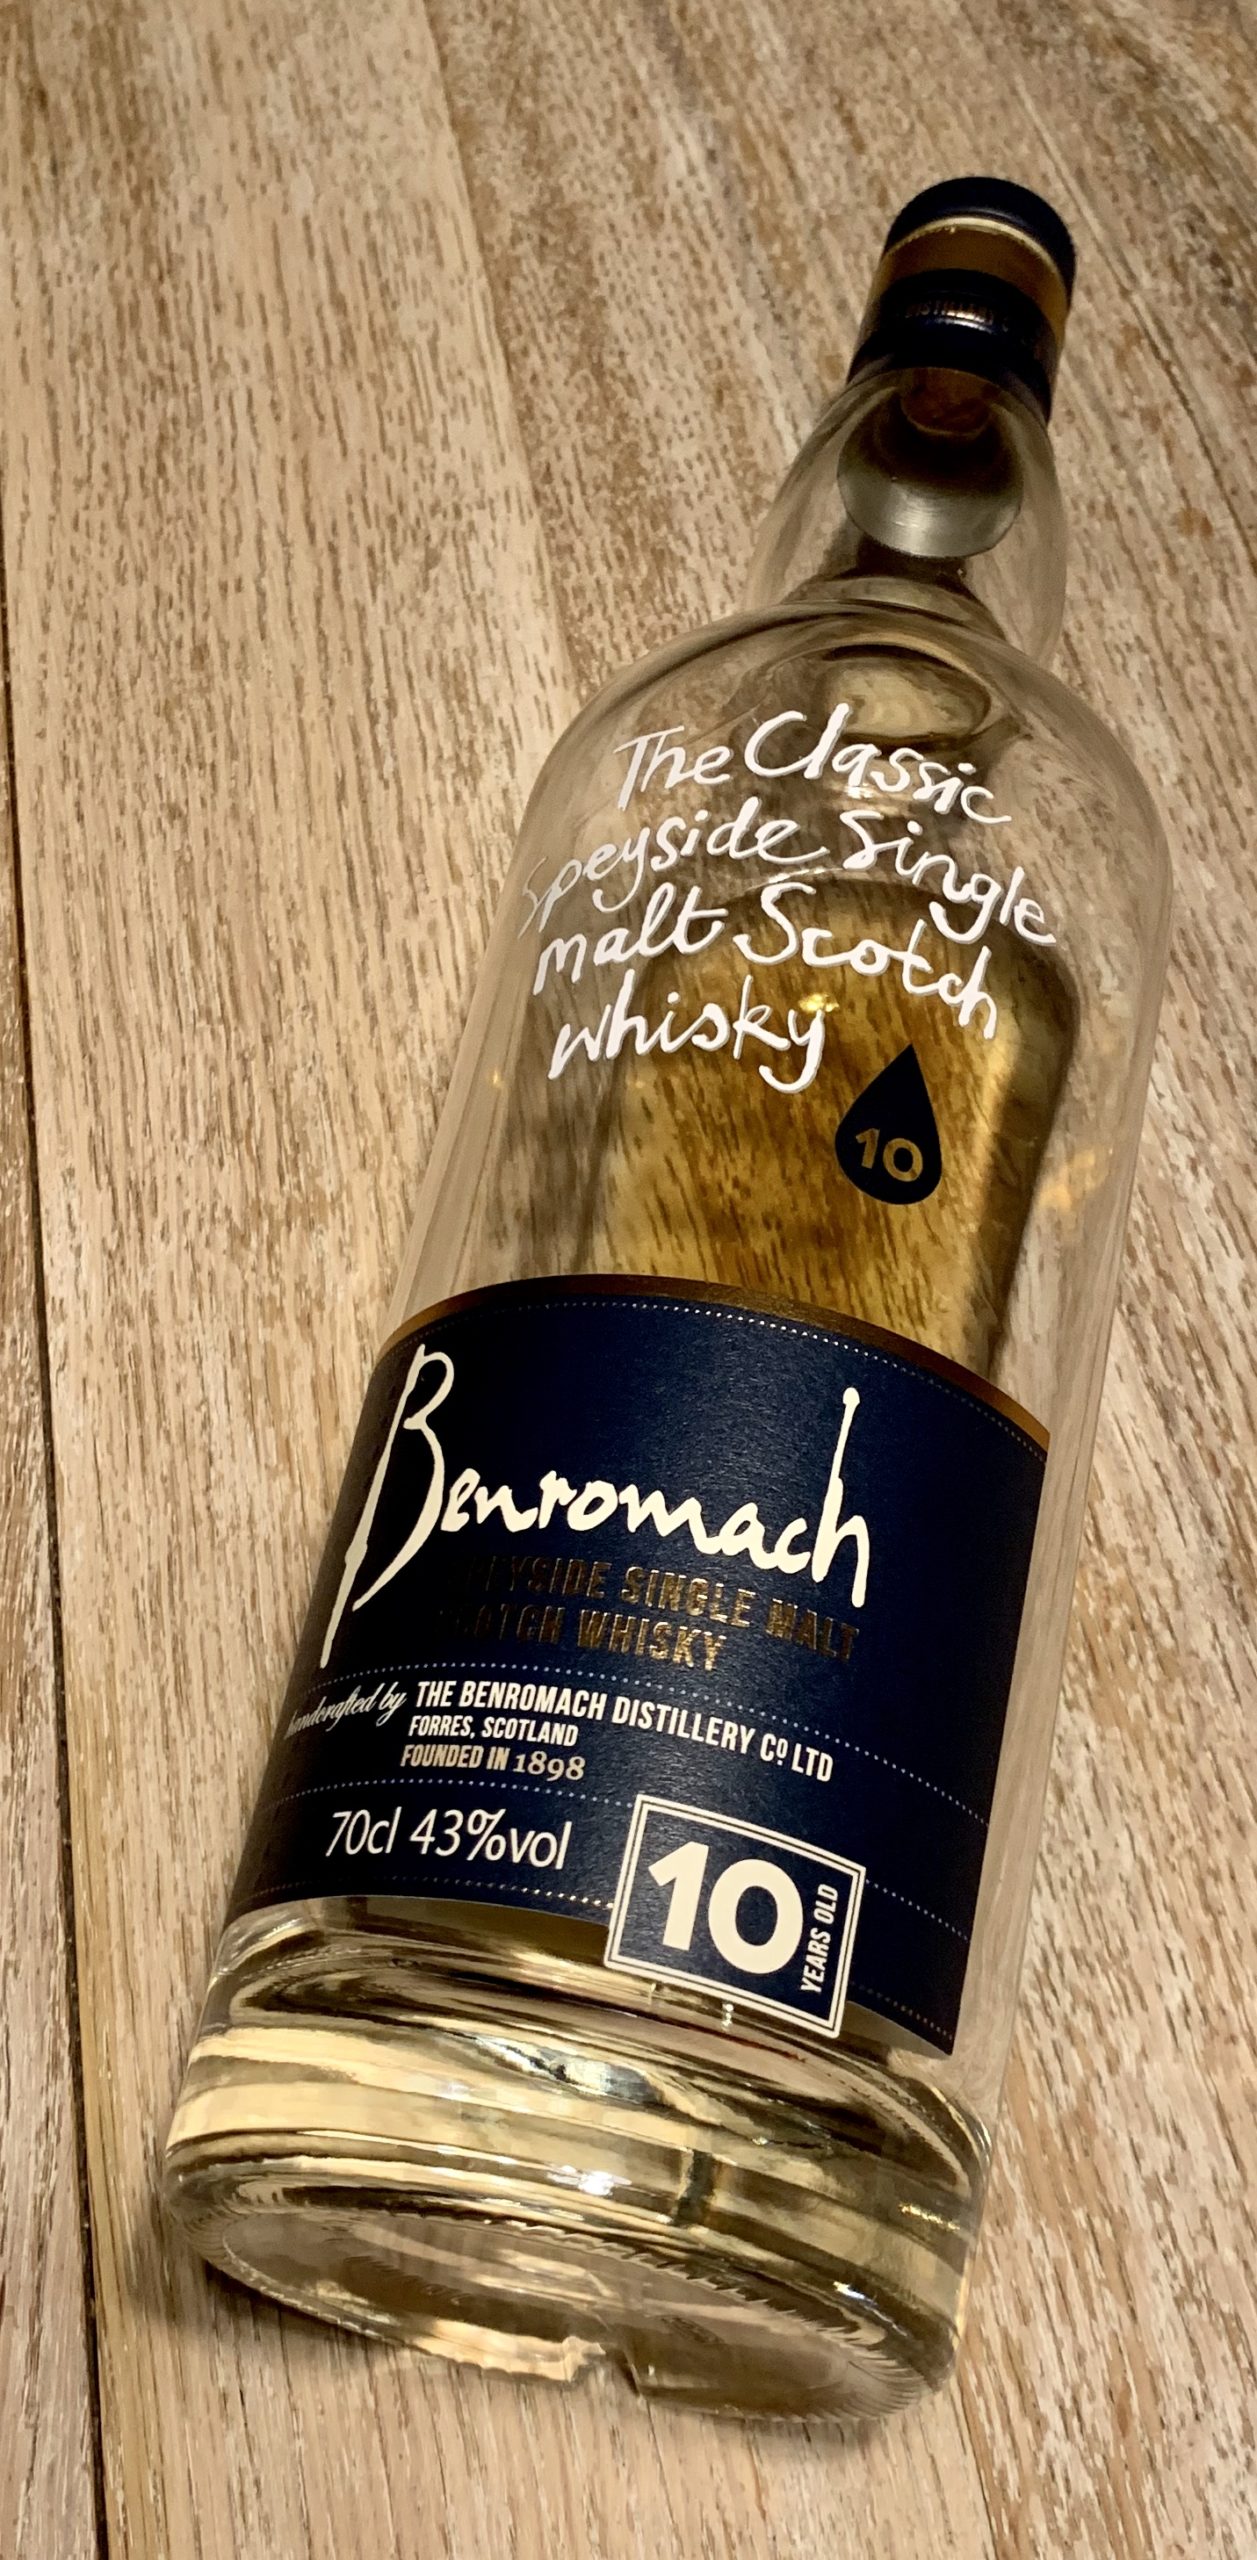 DISTILLERY
The Classic
Speyside Single
malt Scotch
whisky
10
Benromach
SPEYSIDE SINGLE MALT
SCOTCH WHISKY
handcrafted by THE BENROMACH DISTILLERY Cº LTD
FORRES, SCOTLAND
FOUNDED IN 1898
70cl 43%vol
10 YEARS OLD